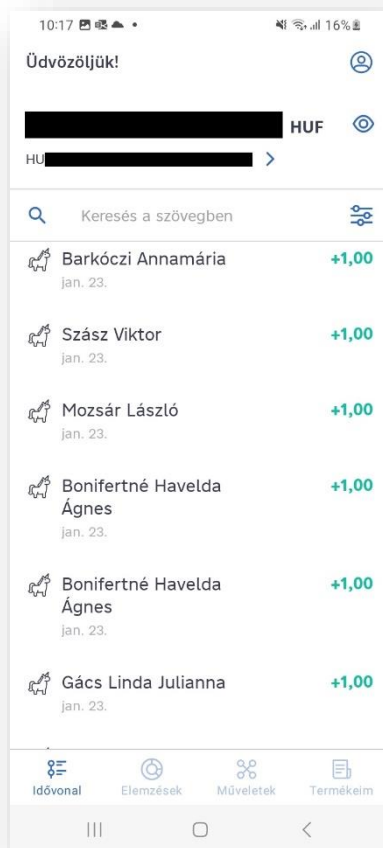 10:17
16%
Üdvözöljük!
HUF
HU
Keresés a szövegben
Barkóczi Annamária +1,00
jan. 23.
Szász Viktor +1,00
jan. 23.
Mozsár László +1,00
jan. 23.
Bonifertné Havelda +1,00
Ágnes
jan. 23.
Bonifertné Havelda +1,00
Ágnes
jan. 23.
Gács Linda Julianna +1,00
jan. 23.
Idővonal Elemzések Műveletek Termékeim